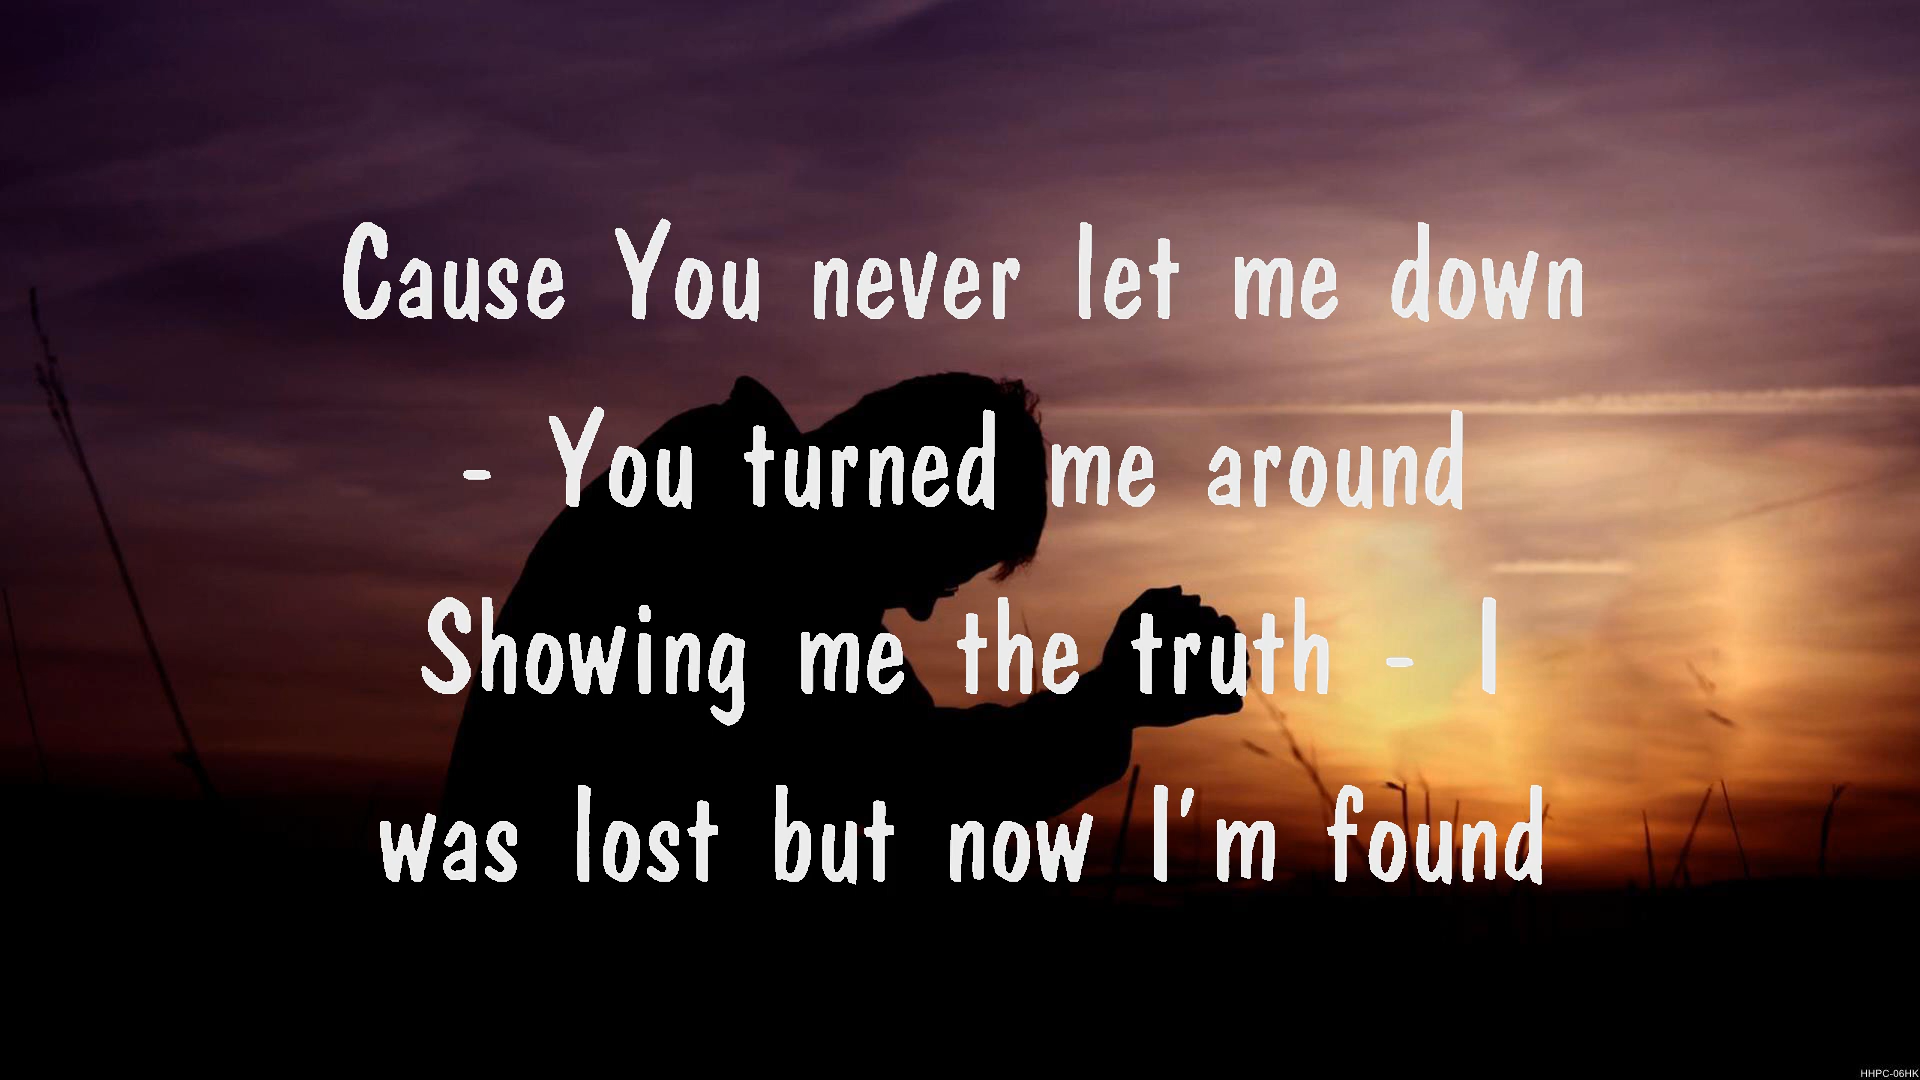 Cause You never let me down
- You turned me around
Showing me the truth - I
was lost but now I'm found
HHPC-06HK